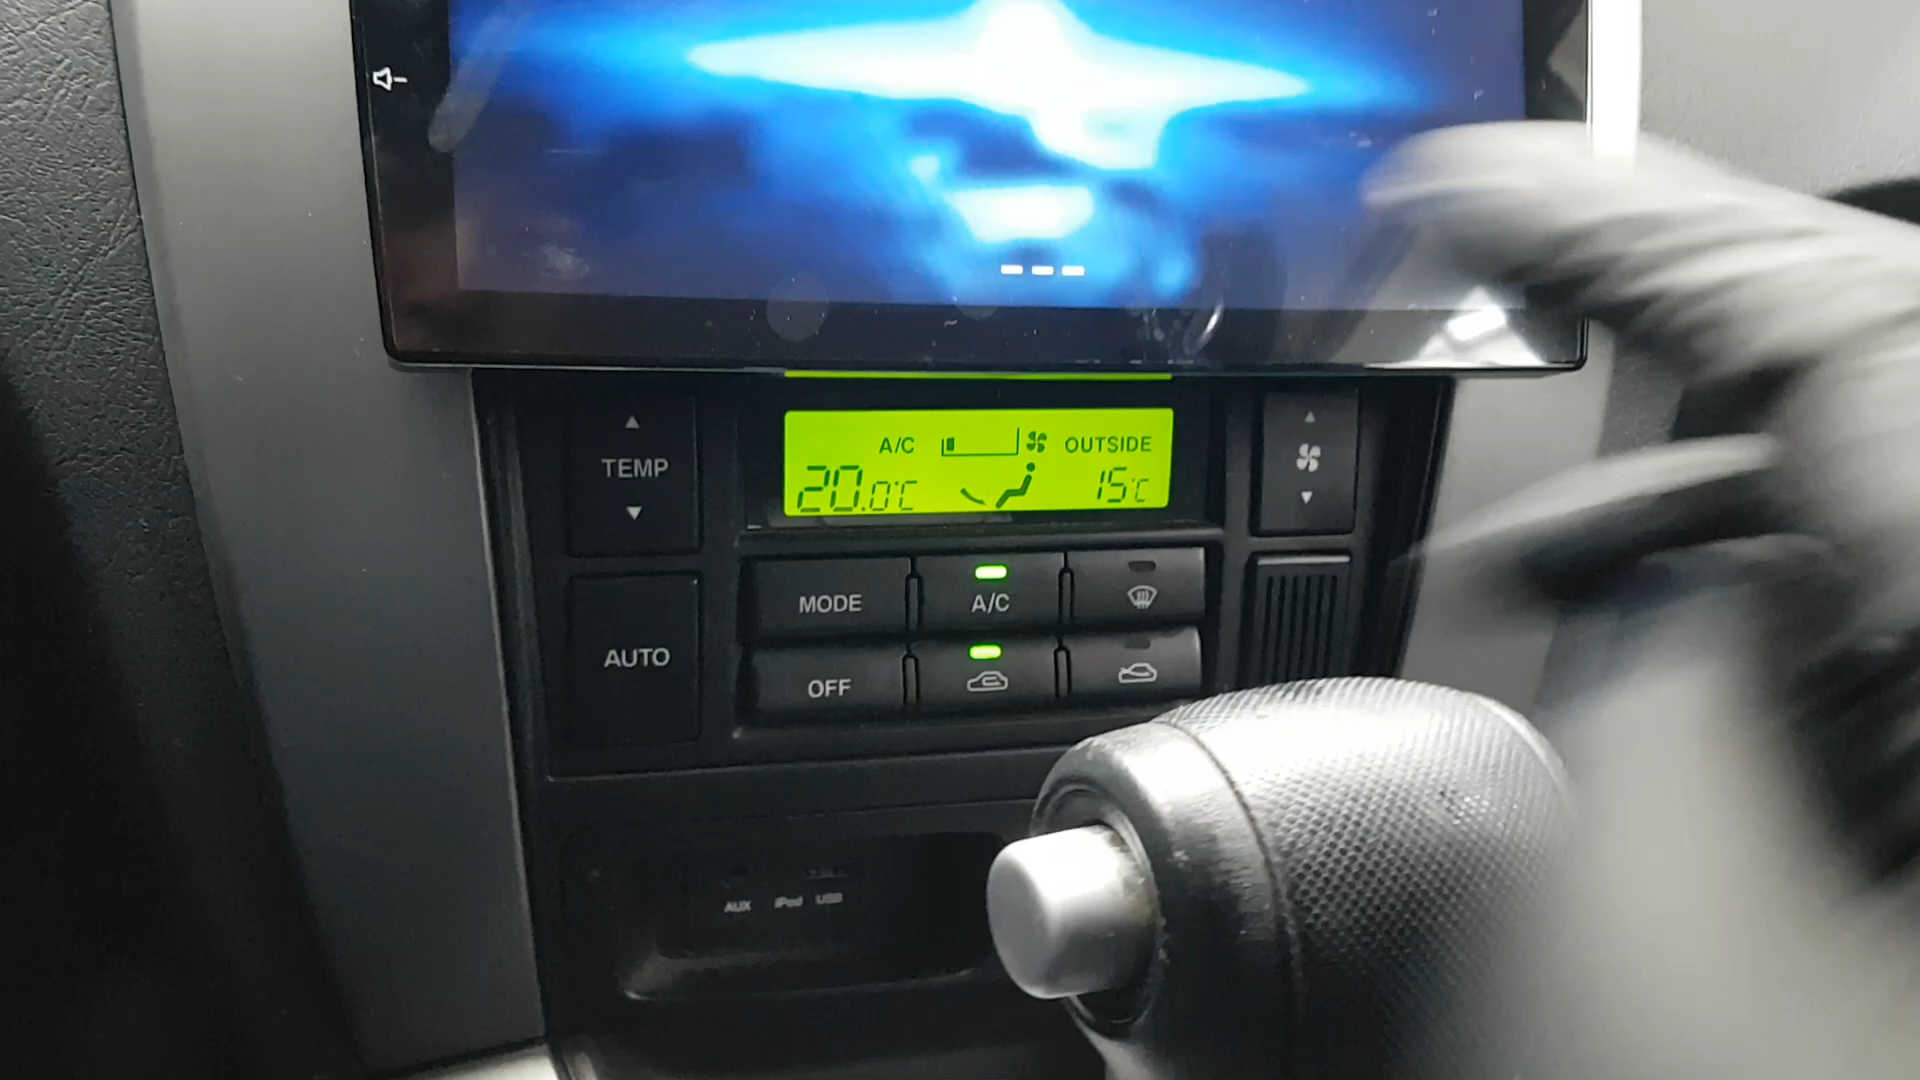 A/C OUTSIDE
20.0°C 15°C
TEMP
MODE A/C
AUTO
OFF
AUX iPod USB